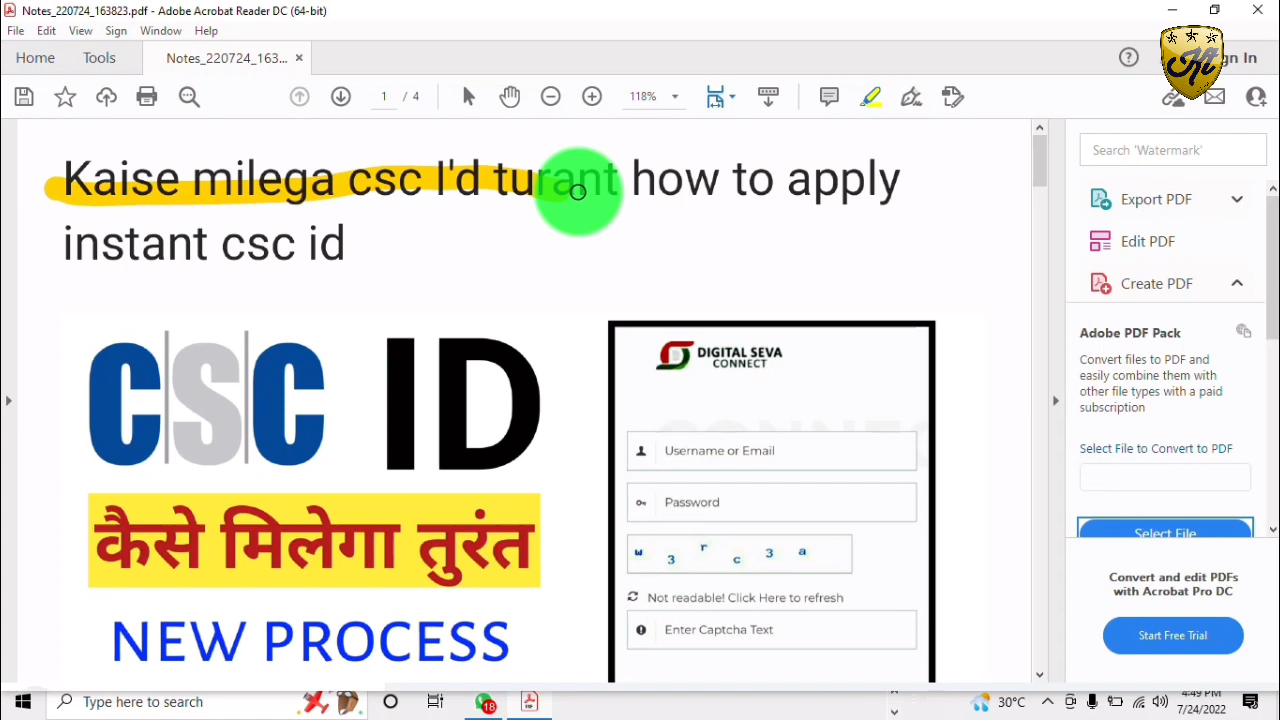 Notes_220724_163823.pdf - Adobe Acrobat Reader DC (64-bit)
File Edit View Sign Window Help
Home Tools Notes_220724_163... × Sign In
1 / 4 118%
Kaise milega csc I'd turant how to apply
instant csc id
CSC ID
कैसे मिलेगा तुरंत
NEW PROCESS
DIGITAL SEVA
CONNECT
Username or Email
Password
w 3 r c 3 a
Not readable! Click Here to refresh
Enter Captcha Text
Search 'Watermark'
Export PDF
Edit PDF
Create PDF
Adobe PDF Pack
Convert files to PDF and
easily combine them with
other file types with a paid
subscription
Select File to Convert to PDF
Select File
Convert and edit PDFs
with Acrobat Pro DC
Start Free Trial
Type here to search
18
30°C
4:49 PM
7/24/2022